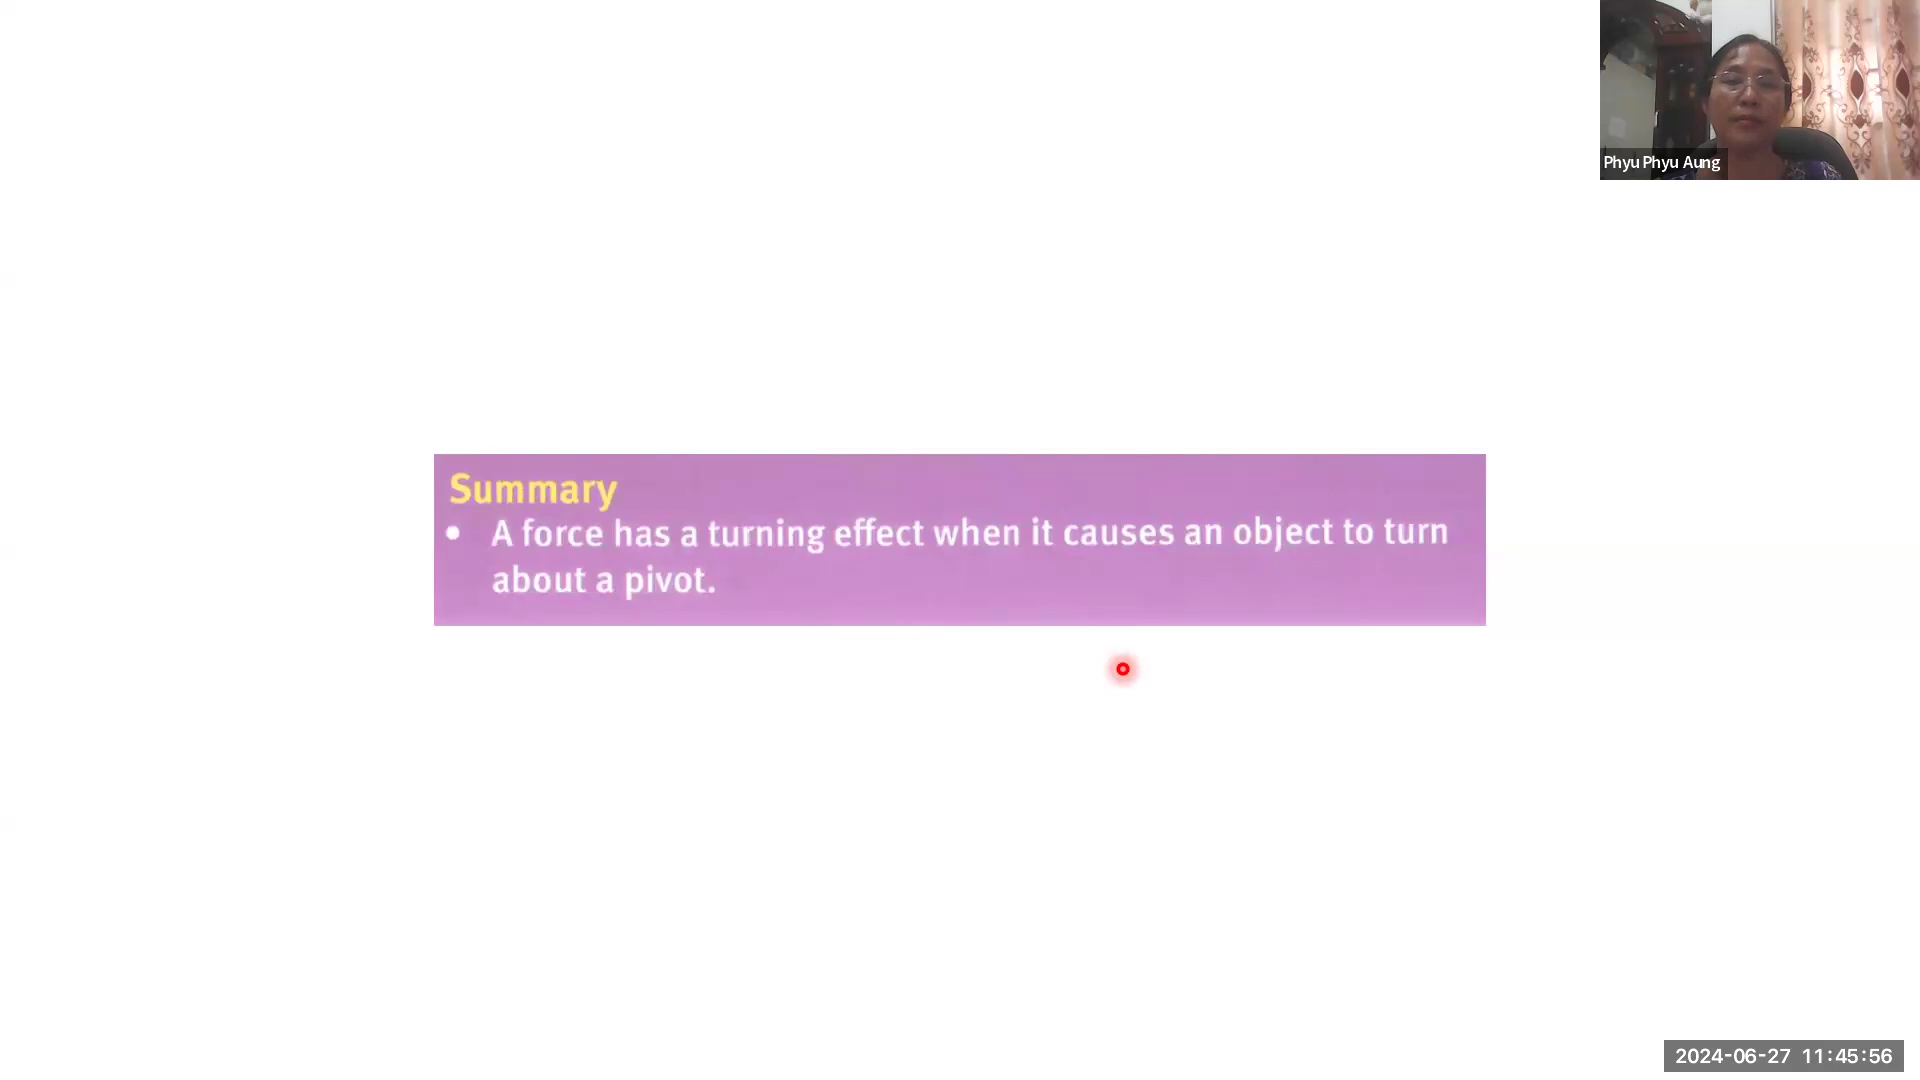 Phyu Phyu Aung
Summary
• A force has a turning effect when it causes an object to turn
about a pivot.
2024-06-27 11:45:56